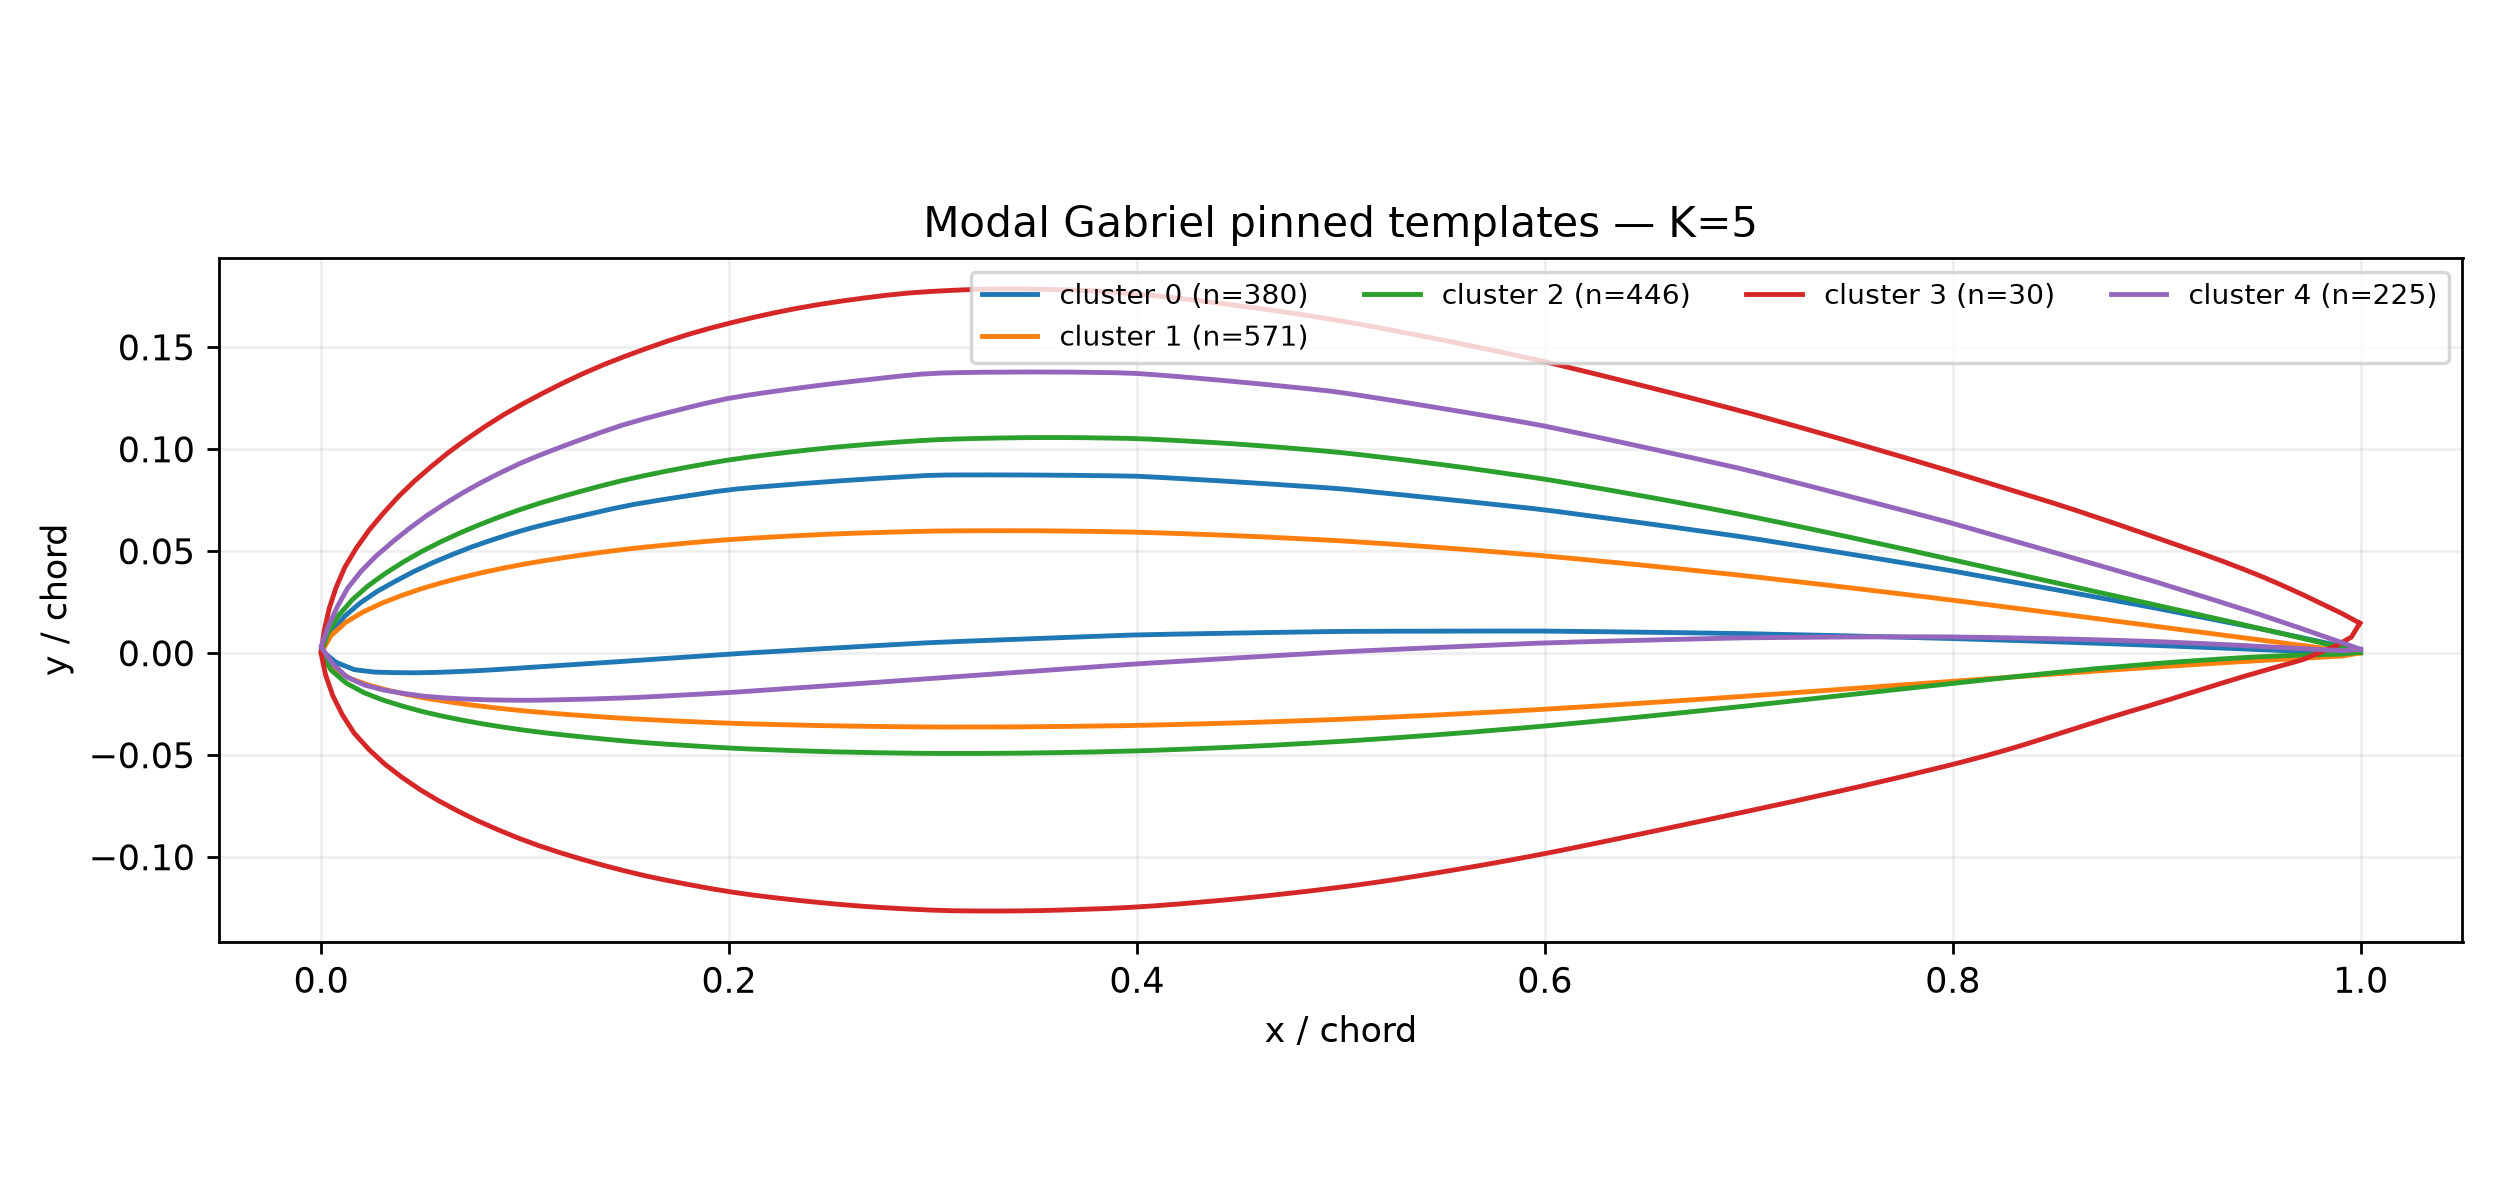 Modal Gabriel pinned templates — K=5
cluster 0 (n=380)
cluster 1 (n=571)
cluster 2 (n=446)
cluster 3 (n=30)
cluster 4 (n=225)
y / chord
0.15
0.10
0.05
0.00
−0.05
−0.10
0.0 0.2 0.4 0.6 0.8 1.0
x / chord